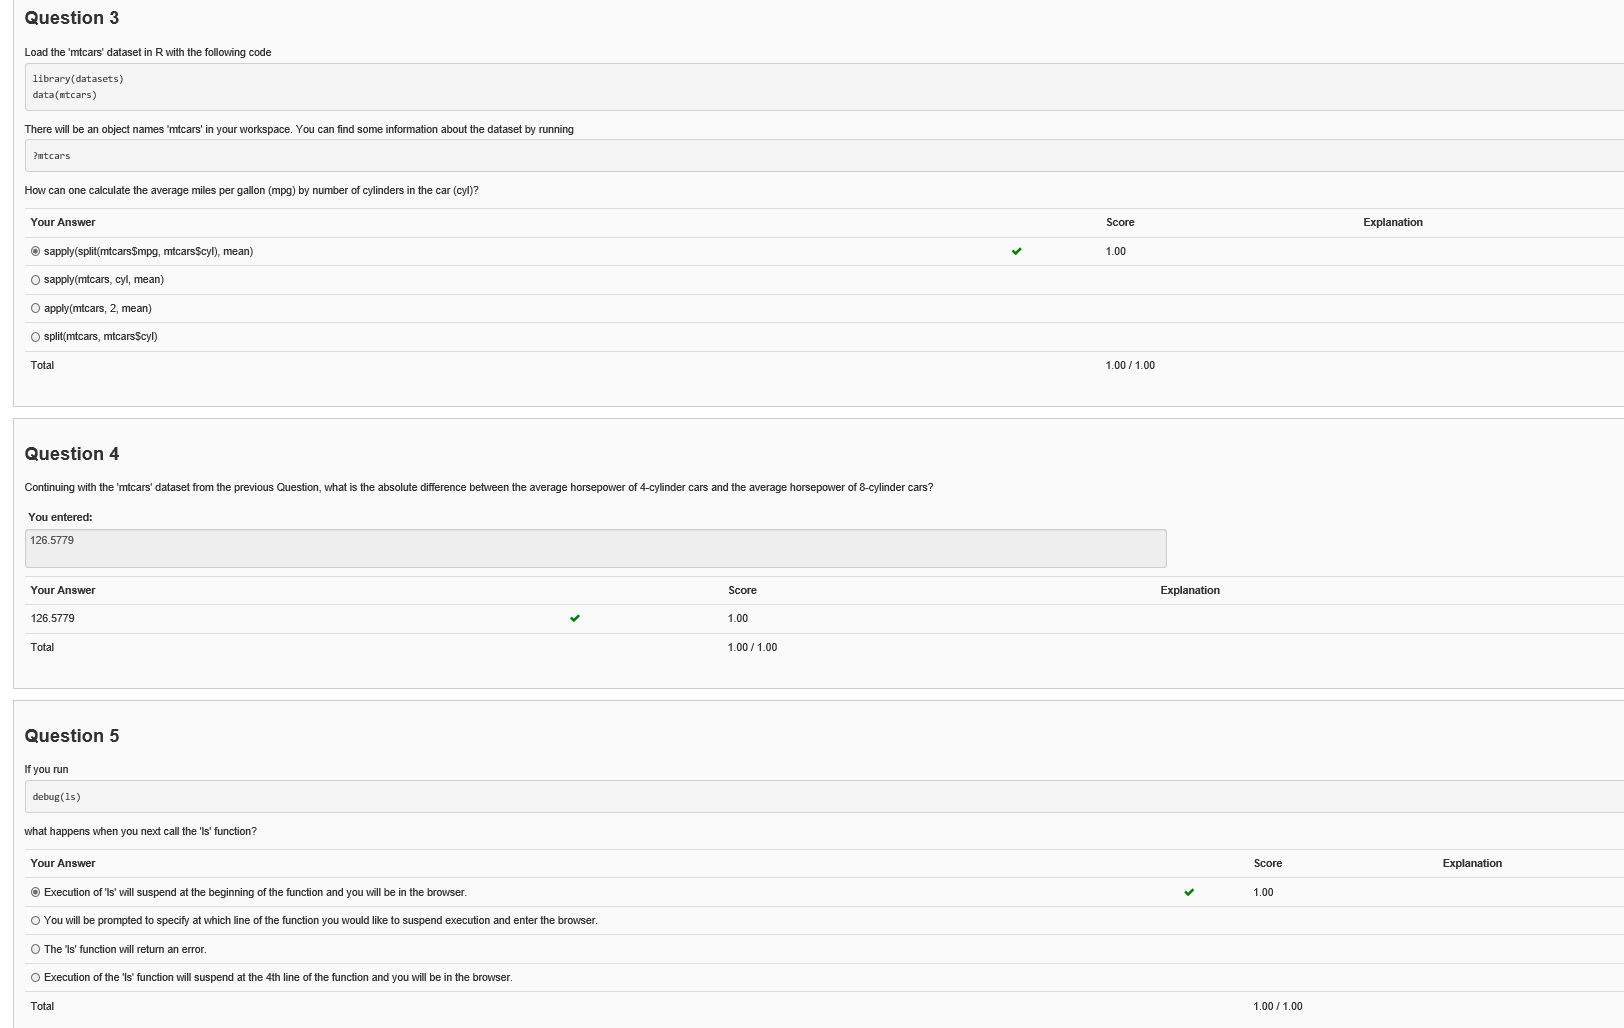 Question 3
Load the 'mtcars' dataset in R with the following code
library(datasets)
data(mtcars)
There will be an object names 'mtcars' in your workspace. You can find some information about the dataset by running
?mtcars
How can one calculate the average miles per gallon (mpg) by number of cylinders in the car (cyl)?
Your Answer Score Explanation
sapply(split(mtcars$mpg, mtcars$cyl), mean) 1.00
sapply(mtcars, cyl, mean)
apply(mtcars, 2, mean)
split(mtcars, mtcars$cyl)
Total 1.00 / 1.00
Question 4
Continuing with the 'mtcars' dataset from the previous Question, what is the absolute difference between the average horsepower of 4-cylinder cars and the average horsepower of 8-cylinder cars?
You entered:
126.5779
Your Answer Score Explanation
126.5779 1.00
Total 1.00 / 1.00
Question 5
If you run
debug(ls)
what happens when you next call the 'ls' function?
Your Answer Score Explanation
Execution of 'ls' will suspend at the beginning of the function and you will be in the browser. 1.00
You will be prompted to specify at which line of the function you would like to suspend execution and enter the browser.
The 'ls' function will return an error.
Execution of the 'ls' function will suspend at the 4th line of the function and you will be in the browser.
Total 1.00 / 1.00